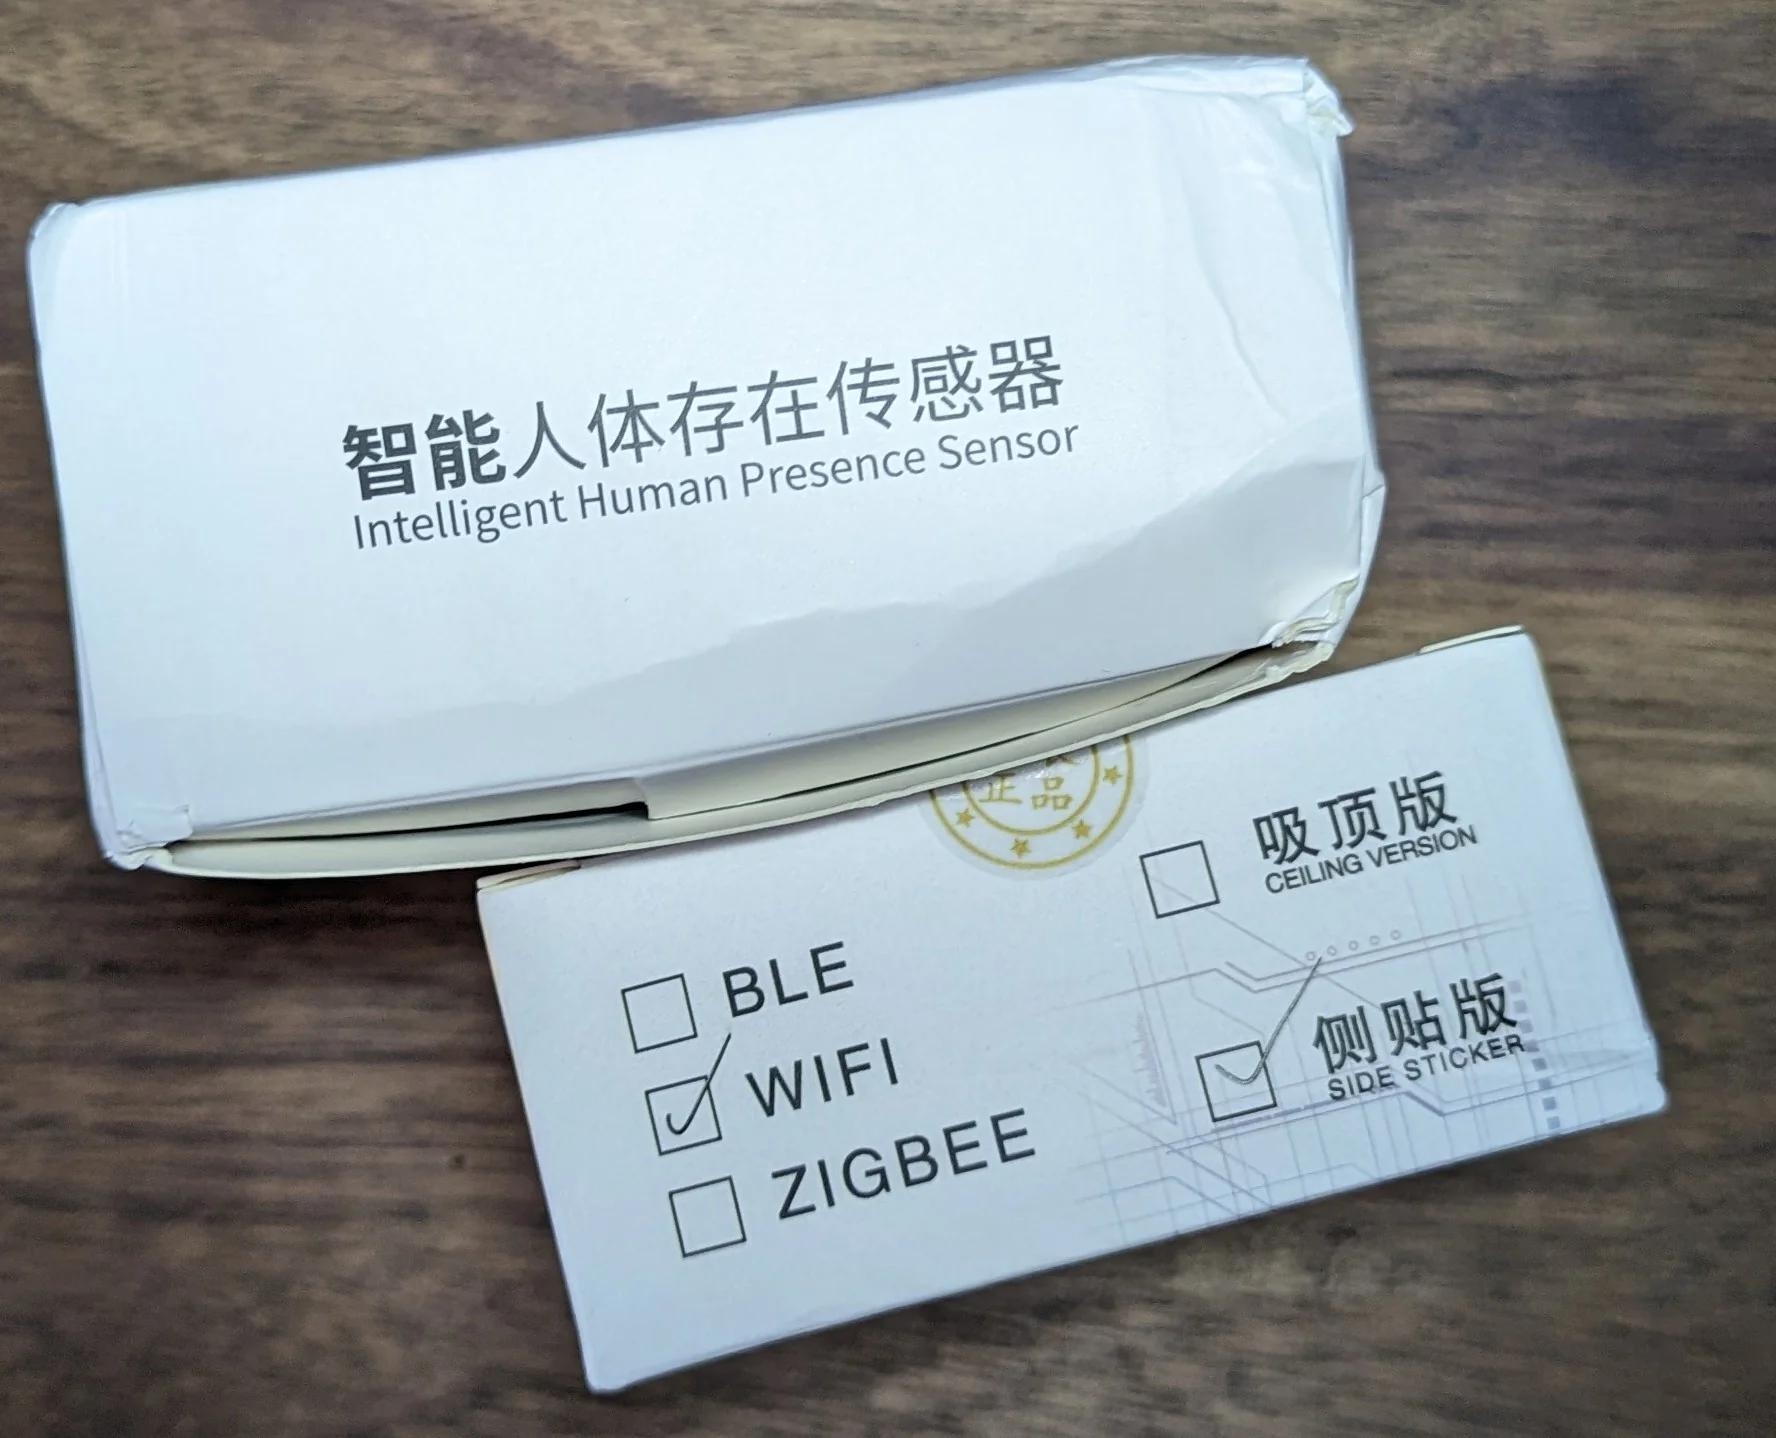 智能人体存在传感器
Intelligent Human Presence Sensor
正品
BLE
WIFI
ZIGBEE
吸顶版
CEILING VERSION
侧贴版
SIDE STICKER